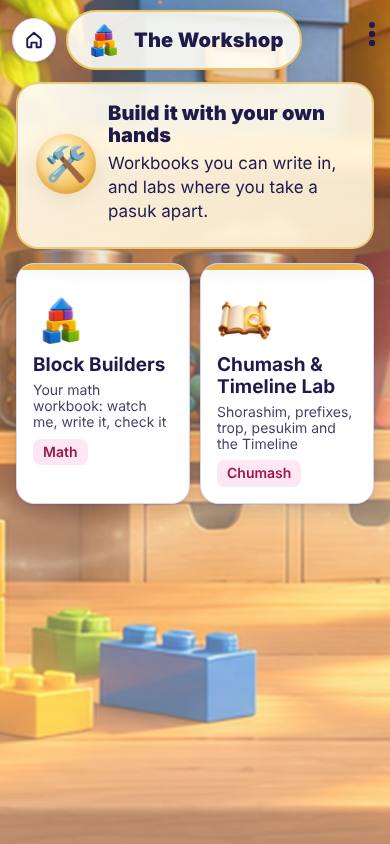 The Workshop
Build it with your own
hands
Workbooks you can write in,
and labs where you take a
pasuk apart.
Block Builders
Your math
workbook: watch
me, write it, check it
Math
Chumash &
Timeline Lab
Shorashim, prefixes,
trop, pesukim and
the Timeline
Chumash